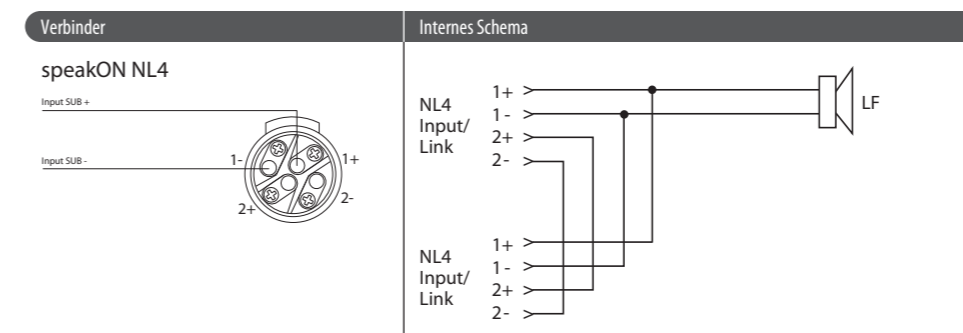 Verbinder
Internes Schema
speakON NL4
Input SUB +
Input SUB -
1-
1+
2+
2-
NL4
Input/
Link
1+
1 -
2+
2-
LF
NL4
Input/
Link
1+
1 -
2+
2-